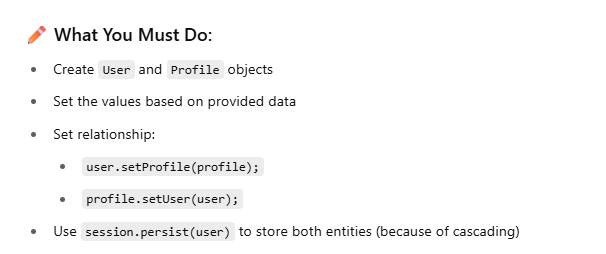 What You Must Do:
Create User and Profile objects
Set the values based on provided data
Set relationship:
user.setProfile(profile);
profile.setUser(user);
Use session.persist(user) to store both entities (because of cascading)